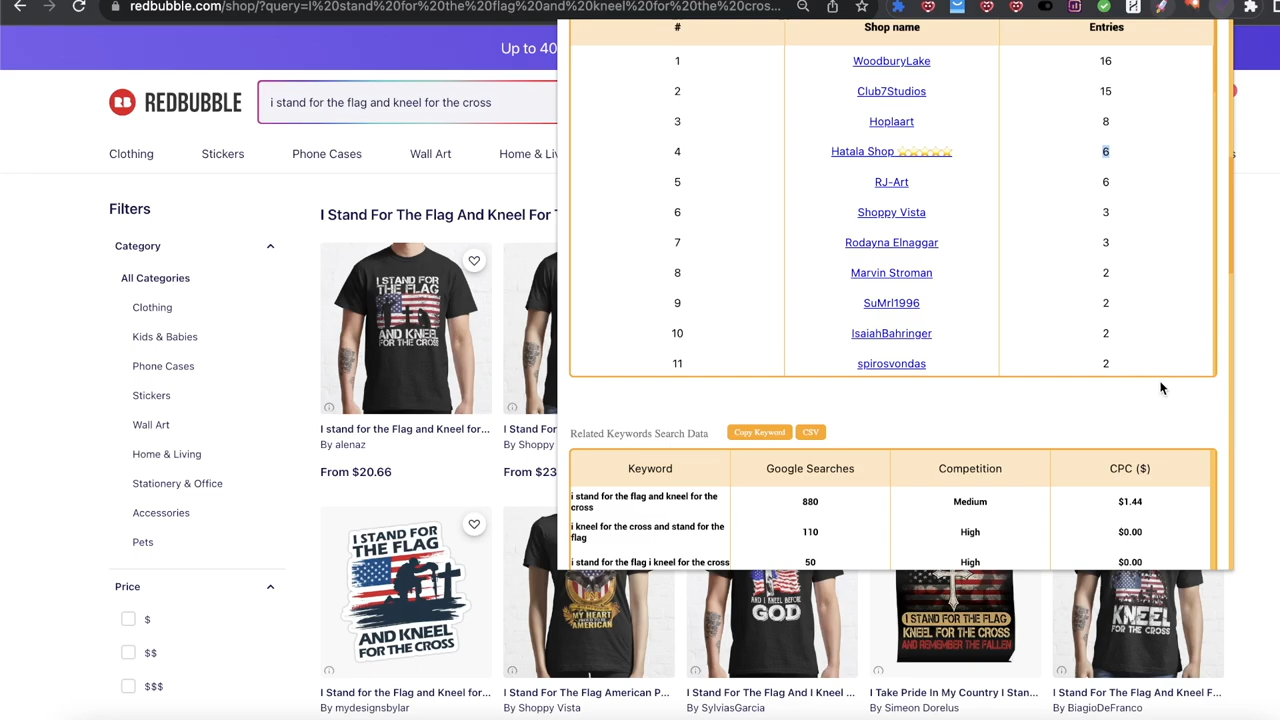 redbubble.com/shop/?query=I%20stand%20for%20the%20flag%20and%20kneel%20for%20the%20cros...
Up to 40
REDBUBBLE
i stand for the flag and kneel for the cross
Clothing
Stickers
Phone Cases
Wall Art
Home & Liv
Filters
Category
All Categories
Clothing
Kids & Babies
Phone Cases
Stickers
Wall Art
Home & Living
Stationery & Office
Accessories
Pets
Price
$
$$
$$$
I Stand For The Flag And Kneel For T
I STAND FOR
THE FLAG
AND KNEEL
FOR THE CROSS
I stand for the Flag and Kneel for...
By alenaz
From $20.66
I Stand For
By Shoppy
From $23
# Shop name Entries
1 WoodburyLake 16
2 Club7Studios 15
3 Hoplaart 8
4 Hatala Shop ⭐⭐⭐⭐⭐ 6
5 RJ-Art 6
6 Shoppy Vista 3
7 Rodayna Elnaggar 3
8 Marvin Stroman 2
9 SuMrl1996 2
10 IsaiahBahringer 2
11 spirosvondas 2
Related Keywords Search Data Copy Keyword CSV
Keyword Google Searches Competition CPC ($)
i stand for the flag and kneel for the
cross 880 Medium $1.44
i kneel for the cross and stand for the
flag 110 High $0.00
i stand for the flag i kneel for the cross 50 High $0.00
I STAND FOR
THE FLAG
AND KNEEL
FOR THE CROSS
I Stand for the Flag and Kneel for...
By mydesignsbylar
MY HEART
AMERICAN
I Stand For The Flag American P...
By Shoppy Vista
AND I KNEEL BEFORE
GOD
I Stand For The Flag And I Kneel ...
By SylviasGarcia
I STAND FOR THE FLAG
KNEEL FOR THE CROSS
AND REMEMBER THE FALLEN
I Take Pride In My Country I Stan...
By Simeon Dorelus
KNEEL
FOR THE CROSS
I Stand For The Flag And Kneel F...
By BiagioDeFranco